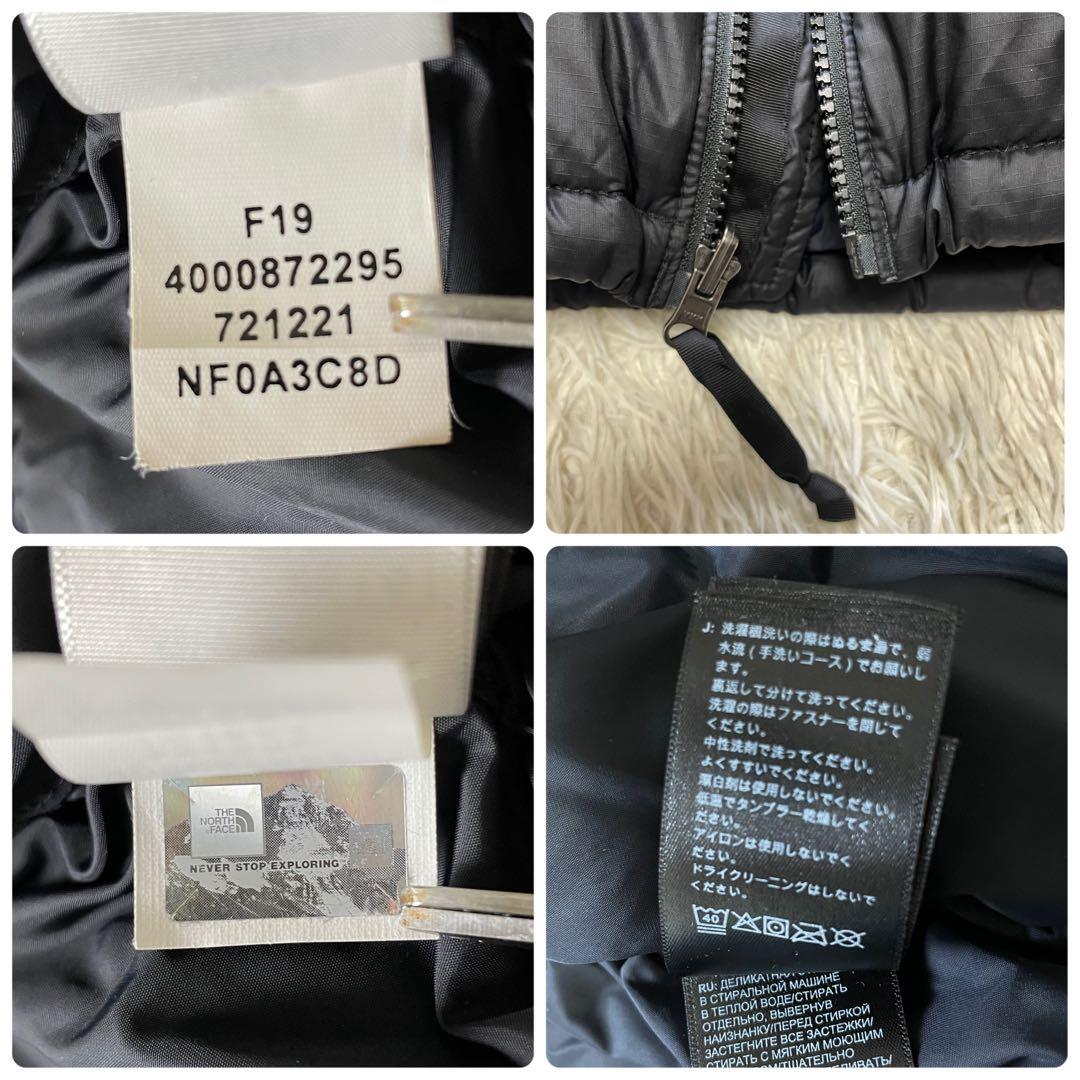 F19
4000872295
721221
NF0A3C8D
THE
NORTH
FACE
NEVER STOP EXPLORING
J: 洗濯機洗いの際はぬるま湯で、弱
水流(手洗いコース)でお願いし
ます。
裏返して分けて洗ってください。
洗濯の際はファスナーを閉じて
ください。
中性洗剤で洗ってください。
よくすすいでください。
漂白剤は使用しないでください。
低温でタンブラー乾燥してく
ださい。
アイロンは使用しないでく
ださい。
ドライクリーニングはしないで
ください。
40
RU: ДЕЛИКАТНАЯ
В СТИРАЛЬНОЙ МАШИНЕ
В ТЕПЛОЙ ВОДЕ/СТИРАТЬ
ОТДЕЛЬНО, ВЫВЕРНУВ
НАИЗНАНКУ/ПЕРЕД СТИРКОЙ
ЗАСТЕГНИТЕ ВСЕ ЗАСТЕЖКИ/
СТИРАТЬ С МЯГКИМ МОЮЩИМ